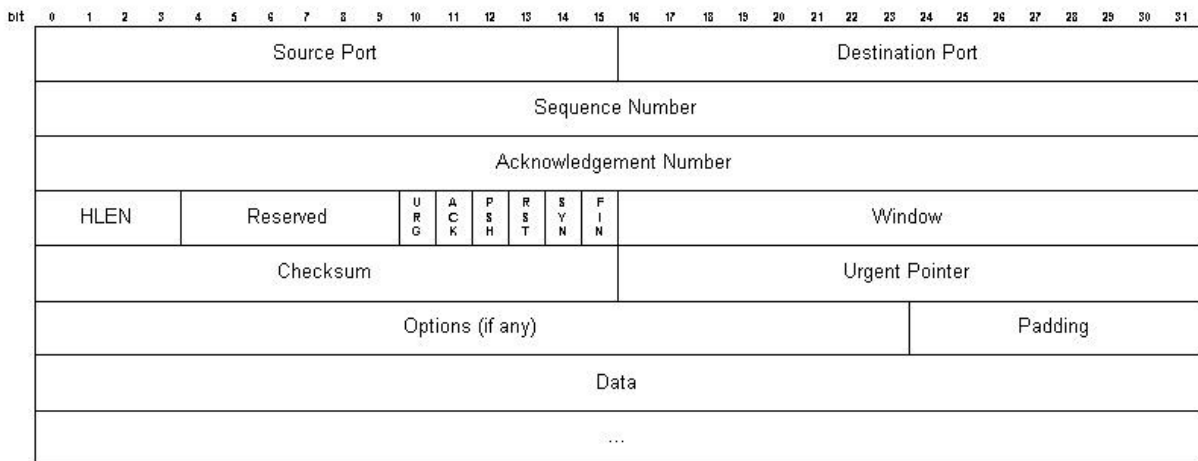 bit 0 1 2 3 4 5 6 7 8 9 10 11 12 13 14 15 16 17 18 19 20 21 22 23 24 25 26 27 28 29 30 31
Source Port Destination Port
Sequence Number
Acknowledgement Number
HLEN Reserved URG ACK PSH RST SYN FIN Window
Checksum Urgent Pointer
Options (if any) Padding
Data
...